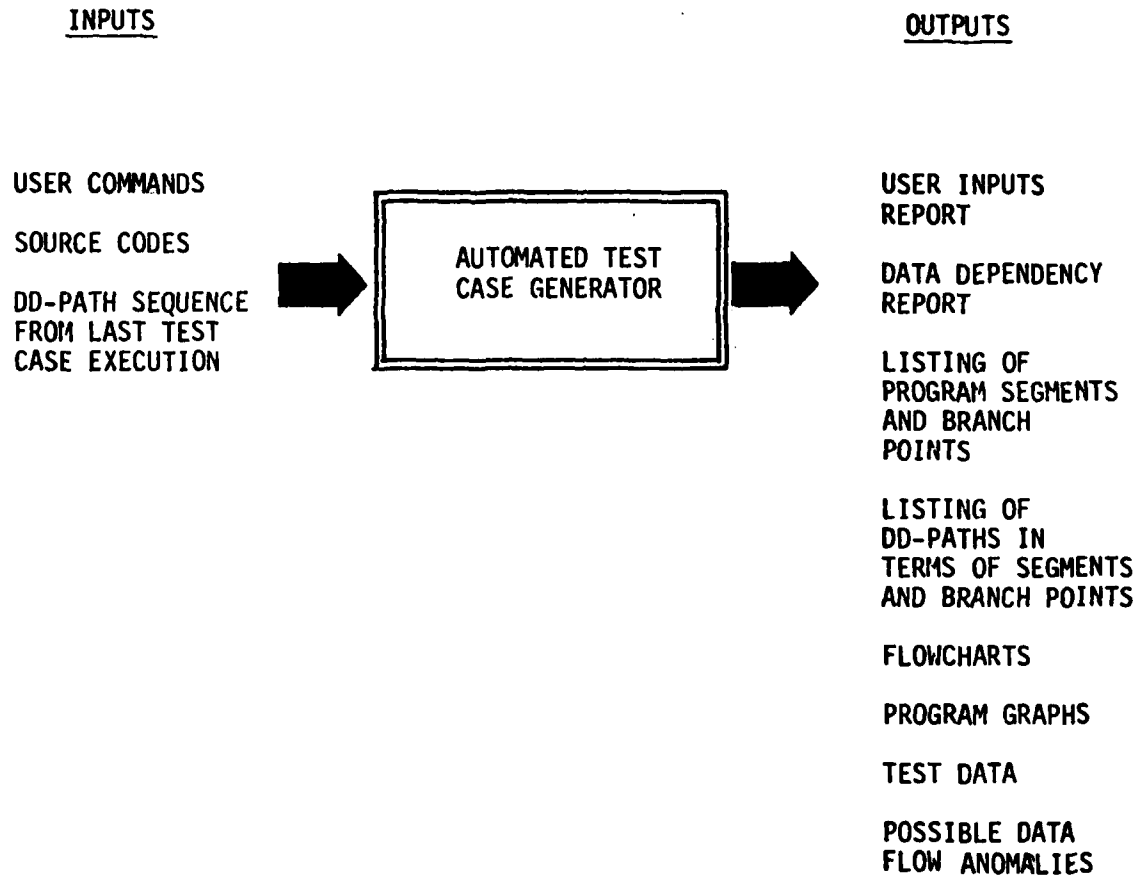 INPUTS
OUTPUTS
USER COMMANDS
SOURCE CODES
DD-PATH SEQUENCE
FROM LAST TEST
CASE EXECUTION
AUTOMATED TEST
CASE GENERATOR
USER INPUTS
REPORT
DATA DEPENDENCY
REPORT
LISTING OF
PROGRAM SEGMENTS
AND BRANCH
POINTS
LISTING OF
DD-PATHS IN
TERMS OF SEGMENTS
AND BRANCH POINTS
FLOWCHARTS
PROGRAM GRAPHS
TEST DATA
POSSIBLE DATA
FLOW ANOMALIES